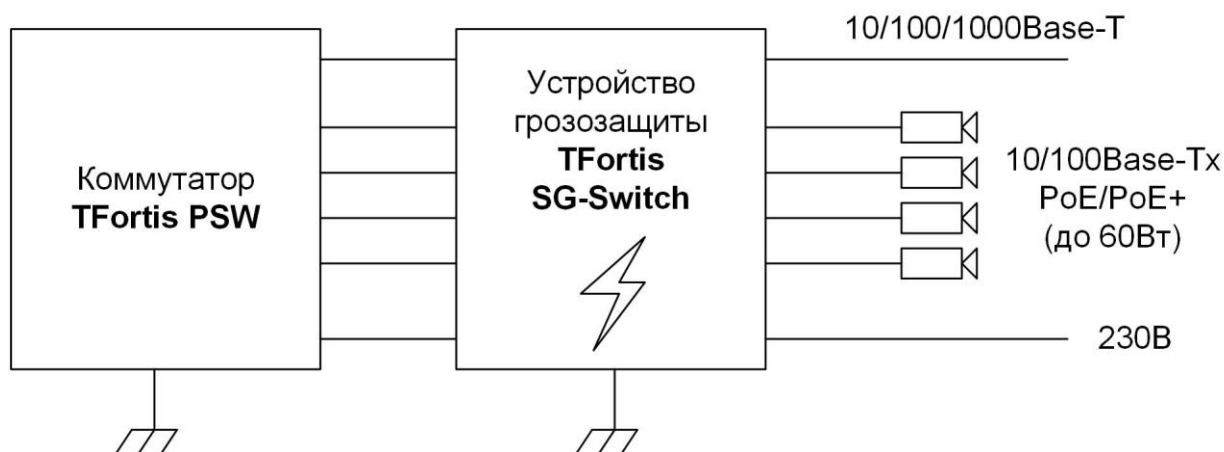 10/100/1000Base-T
Устройство
грозозащиты
TFortis
SG-Switch
Коммутатор
TFortis PSW
10/100Base-Tx
PoE/PoE+
(до 60Вт)
230В